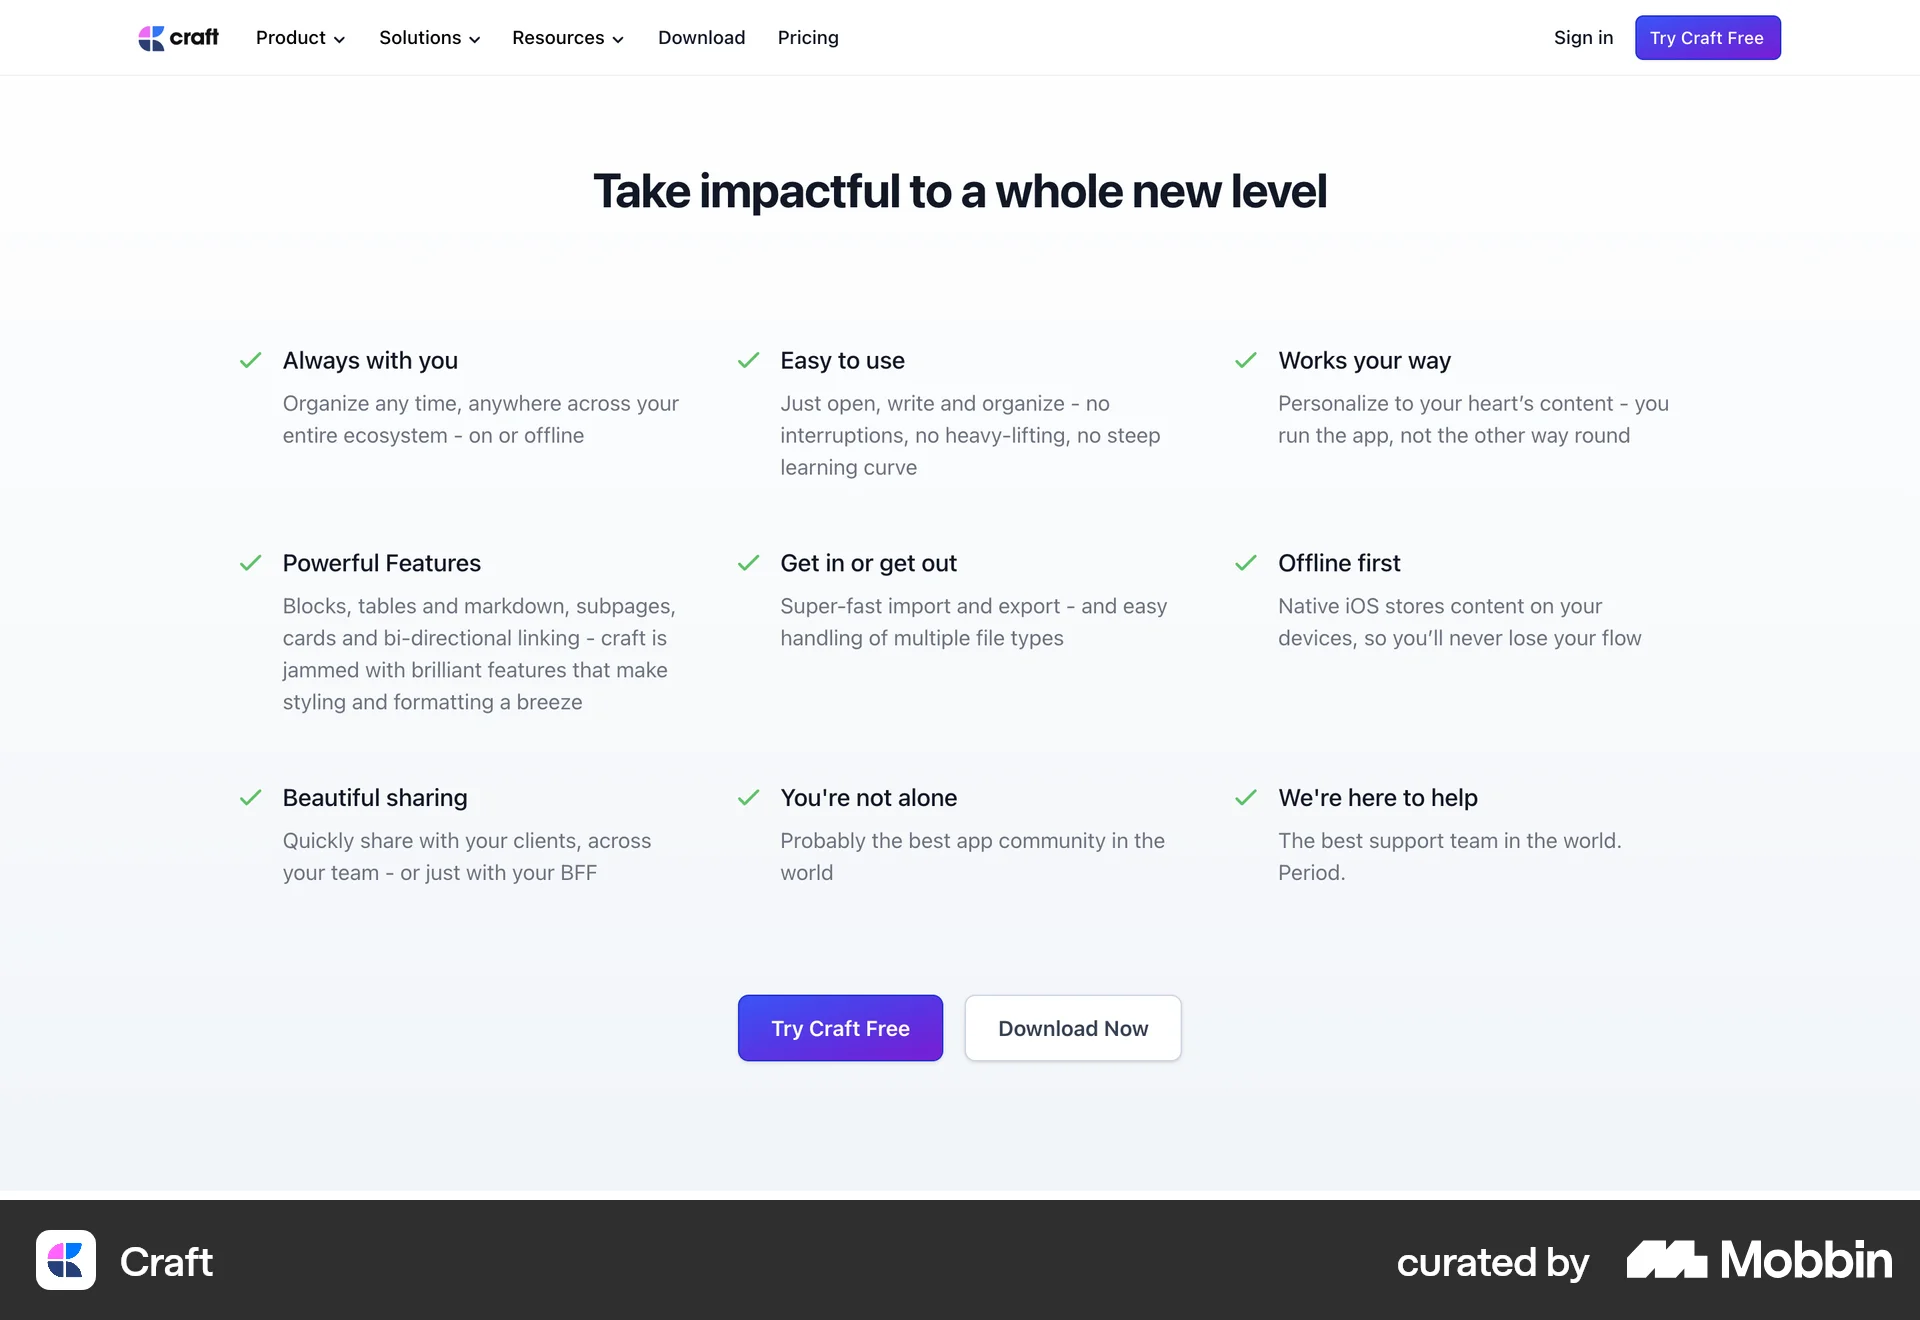 craft
Product
Solutions
Resources
Download
Pricing
Sign in
Try Craft Free
Take impactful to a whole new level
Always with you
Organize any time, anywhere across your
entire ecosystem - on or offline
Easy to use
Just open, write and organize - no
interruptions, no heavy-lifting, no steep
learning curve
Works your way
Personalize to your heart’s content - you
run the app, not the other way round
Powerful Features
Blocks, tables and markdown, subpages,
cards and bi-directional linking - craft is
jammed with brilliant features that make
styling and formatting a breeze
Get in or get out
Super-fast import and export - and easy
handling of multiple file types
Offline first
Native iOS stores content on your
devices, so you’ll never lose your flow
Beautiful sharing
Quickly share with your clients, across
your team - or just with your BFF
You're not alone
Probably the best app community in the
world
We're here to help
The best support team in the world.
Period.
Try Craft Free
Download Now
Craft
curated by
Mobbin